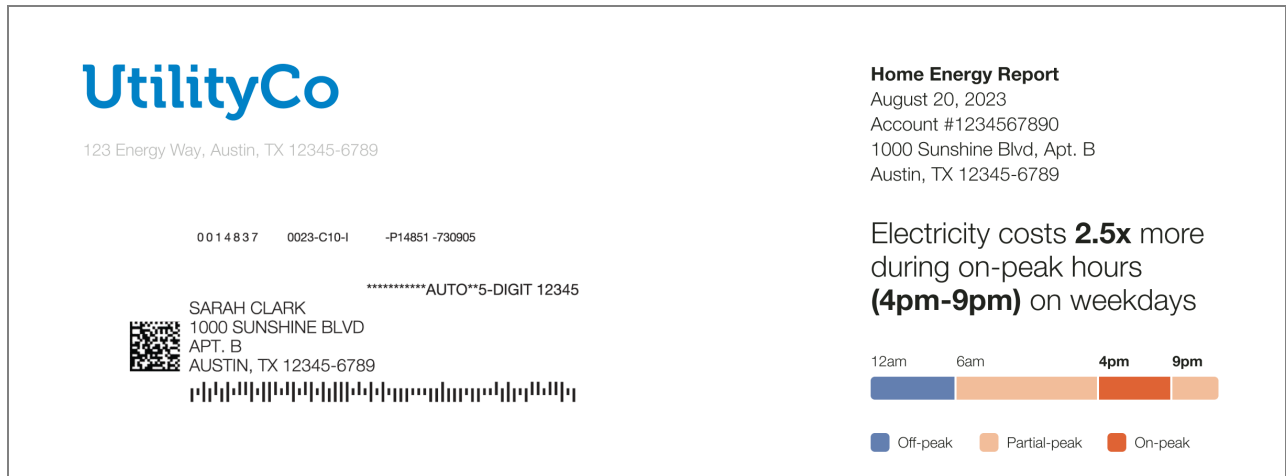 UtilityCo
123 Energy Way, Austin, TX 12345-6789
0014837 0023-C10-I -P14851 -730905
***********AUTO**5-DIGIT 12345
SARAH CLARK
1000 SUNSHINE BLVD
APT. B
AUSTIN, TX 12345-6789
Home Energy Report
August 20, 2023
Account #1234567890
1000 Sunshine Blvd, Apt. B
Austin, TX 12345-6789
Electricity costs 2.5x more
during on-peak hours
(4pm-9pm) on weekdays
12am 6am 4pm 9pm
Off-peak Partial-peak On-peak